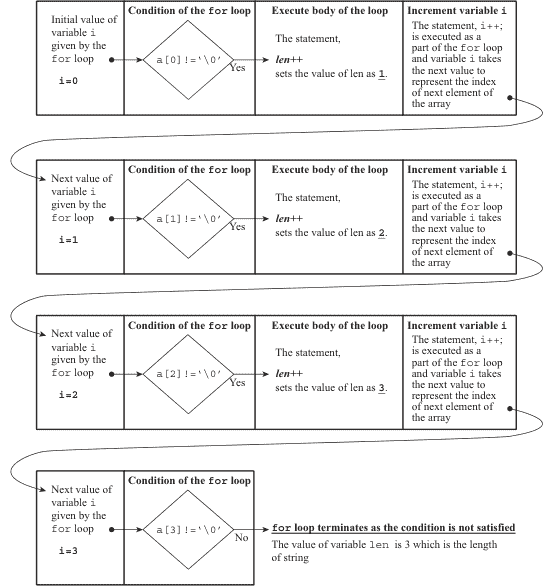 Initial value of
variable i
given by the
for loop
i=0
Condition of the for loop
a[0]!='\0'
Yes
Execute body of the loop
The statement,
len++
sets the value of len as 1.
Increment variable i
The statement, i++;
is executed as a
part of the for loop
and variable i takes
the next value to
represent the index
of next element of
the array
Next value of
variable i
given by the
for loop
i=1
Condition of the for loop
a[1]!='\0'
Yes
Execute body of the loop
The statement,
len++
sets the value of len as 2.
Increment variable i
The statement, i++;
is executed as a
part of the for loop
and variable i takes
the next value to
represent the index
of next element of
the array
Next value of
variable i
given by the
for loop
i=2
Condition of the for loop
a[2]!='\0'
Yes
Execute body of the loop
The statement,
len++
sets the value of len as 3.
Increment variable i
The statement, i++;
is executed as a
part of the for loop
and variable i takes
the next value to
represent the index
of next element of
the array
Next value of
variable i
given by the
for loop
i=3
Condition of the for loop
a[3]!='\0'
No
for loop terminates as the condition is not satisfied
The value of variable len is 3 which is the length
of string